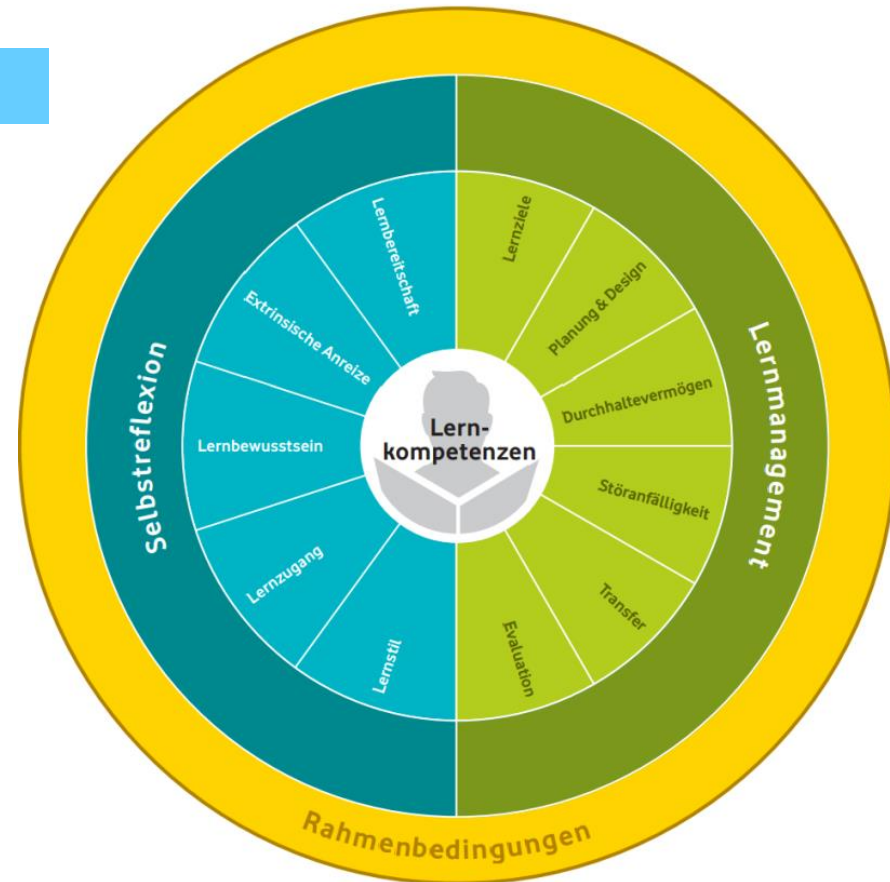 Selbstreflexion
Lernbereitschaft
Extrinsische Anreize
Lernbewusstsein
Lernzugang
Lernstil
Lern-
kompetenzen
Lernmanagement
Lernziele
Planung & Design
Durchhaltevermögen
Störanfälligkeit
Transfer
Evaluation
Rahmenbedingungen